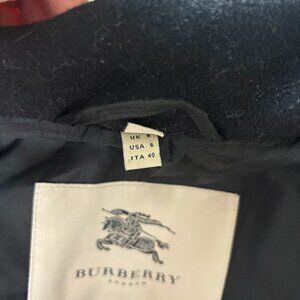 UK 8
USA 6
ITA 40
BURBERRY
LONDON